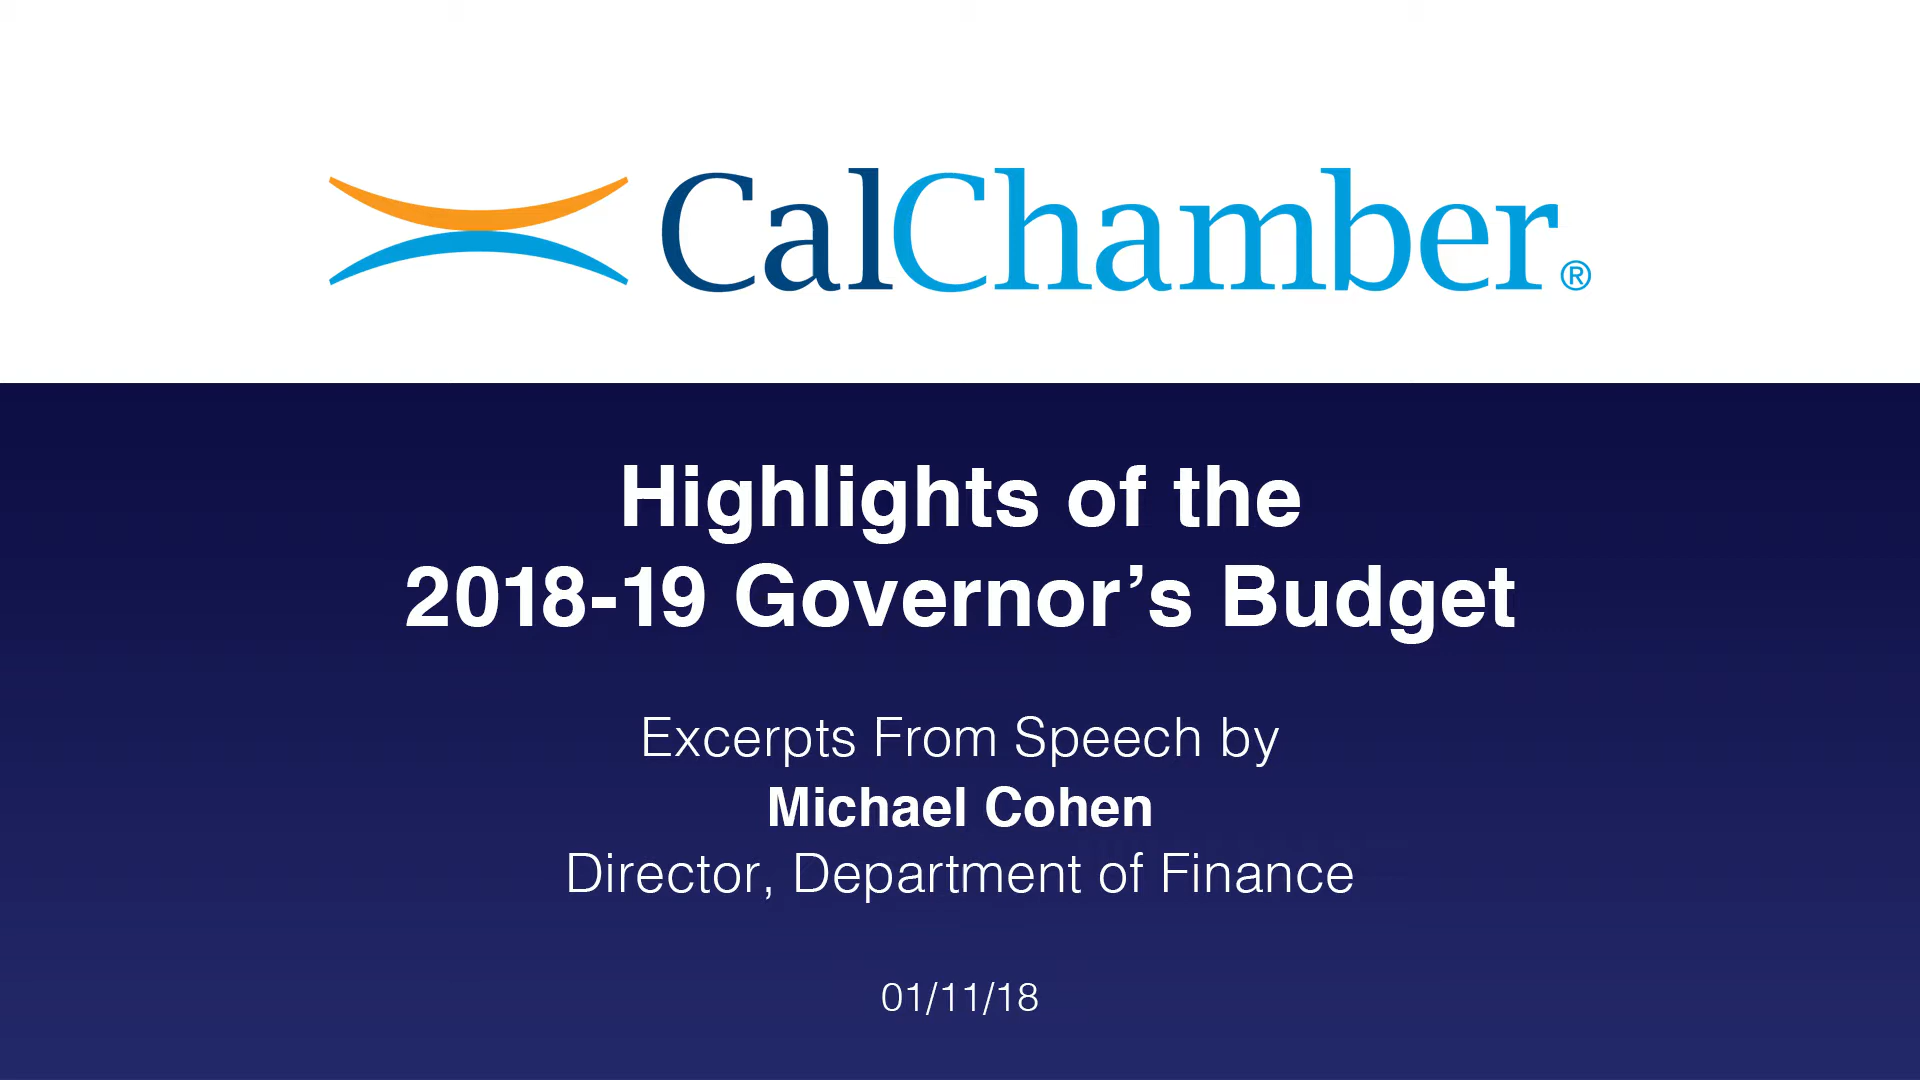 CalChamber®
Highlights of the
2018-19 Governor’s Budget
Excerpts From Speech by
Michael Cohen
Director, Department of Finance
01/11/18